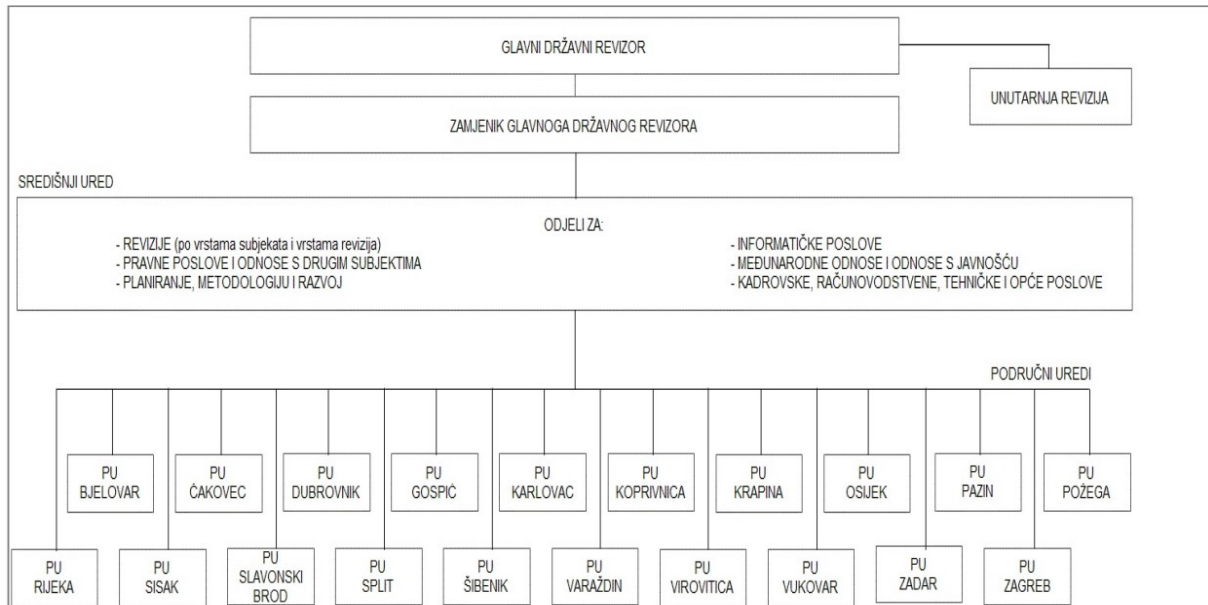 GLAVNI DRŽAVNI REVIZOR
UNUTARNJA REVIZIJA
ZAMJENIK GLAVNOGA DRŽAVNOG REVIZORA
SREDIŠNJI URED
ODJELI ZA:
- REVIZIJE (po vrstama subjekata i vrstama revizija)
- PRAVNE POSLOVE I ODNOSE S DRUGIM SUBJEKTIMA
- PLANIRANJE, METODOLOGIJU I RAZVOJ
- INFORMATIČKE POSLOVE
- MEĐUNARODNE ODNOSE I ODNOSE S JAVNOŠĆU
- KADROVSKE, RAČUNOVODSTVENE, TEHNIČKE I OPĆE POSLOVE
PODRUČNI UREDI
PU
BJELOVAR
PU
ČAKOVEC
PU
DUBROVNIK
PU
GOSPIĆ
PU
KARLOVAC
PU
KOPRIVNICA
PU
KRAPINA
PU
OSIJEK
PU
PAZIN
PU
POŽEGA
PU
RIJEKA
PU
SISAK
PU
SLAVONSKI
BROD
PU
SPLIT
PU
ŠIBENIK
PU
VARAŽDIN
PU
VIROVITICA
PU
VUKOVAR
PU
ZADAR
PU
ZAGREB